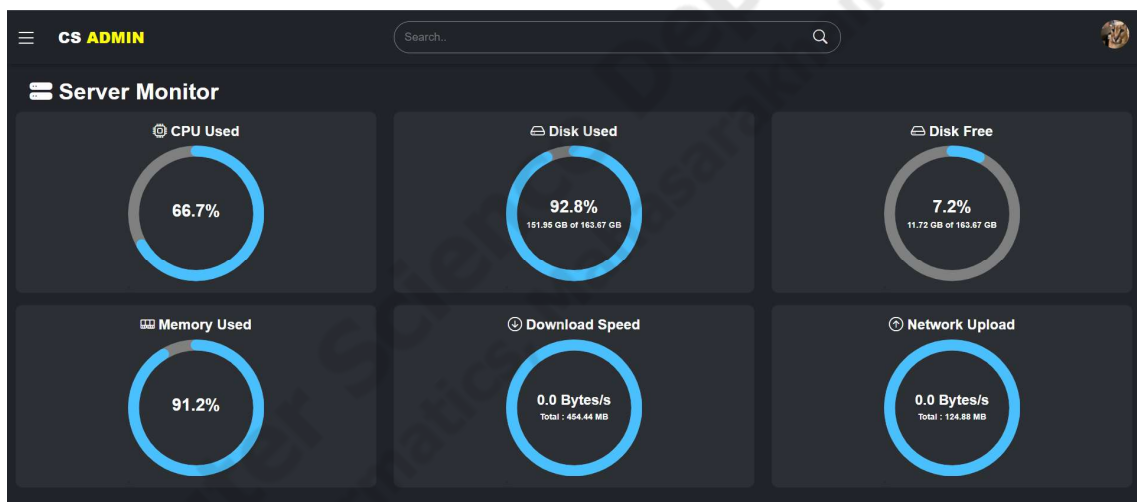 CS ADMIN
Search..
Server Monitor
CPU Used
66.7%
Disk Used
92.8%
151.95 GB of 163.67 GB
Disk Free
7.2%
11.72 GB of 163.67 GB
Memory Used
91.2%
Download Speed
0.0 Bytes/s
Total : 454.44 MB
Network Upload
0.0 Bytes/s
Total : 124.88 MB